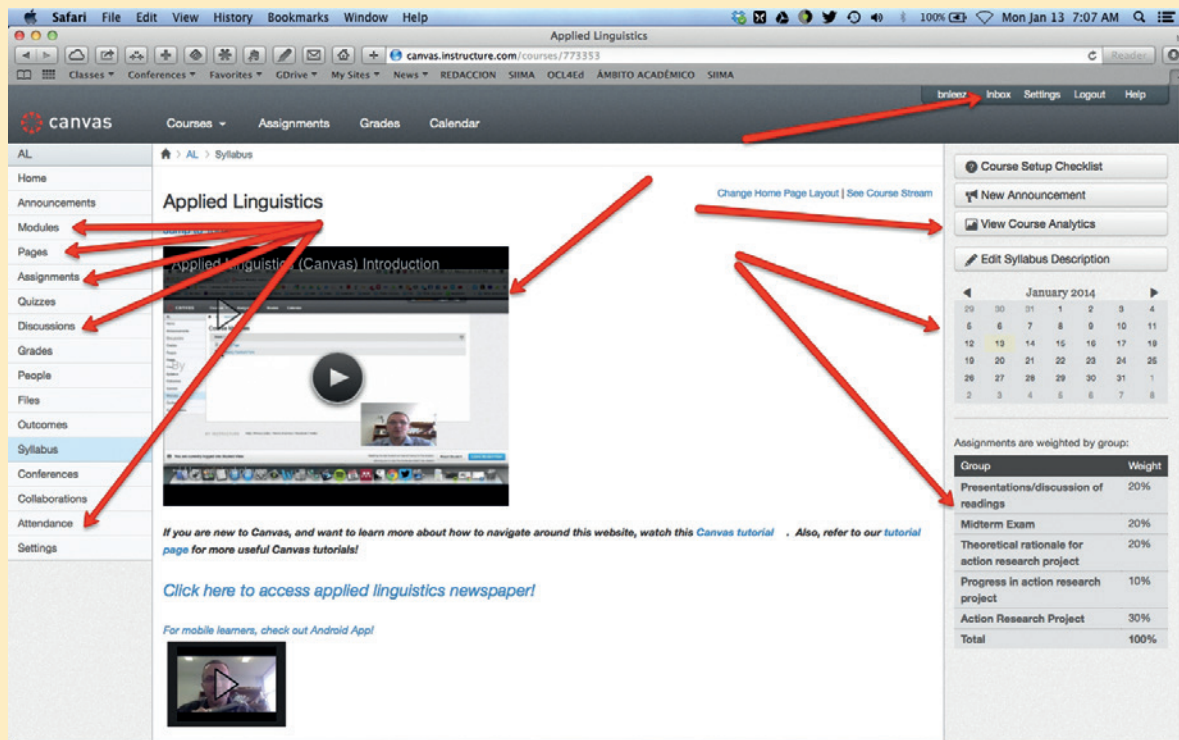 Safari File Edit View History Bookmarks Window Help 100% Mon Jan 13 7:07 AM
Applied Linguistics
canvas.instructure.com/courses/773353 Reader
Classes Conferences Favorites GDrive My Sites News REDACCION SIIMA OCL4Ed ÁMBITO ACADÉMICO SIIMA
Inbox Settings Logout Help
canvas Courses Assignments Grades Calendar
AL
Home
Announcements
Modules
Pages
Assignments
Quizzes
Discussions
Grades
People
Files
Outcomes
Syllabus
Conferences
Collaborations
Attendance
Settings
AL > Syllabus
Change Home Page Layout | See Course Stream
Applied Linguistics
Applied Linguistics (Canvas) Introduction
By
If you are new to Canvas, and want to learn more about how to navigate around this website, watch this Canvas tutorial . Also, refer to our tutorial
page for more useful Canvas tutorials!
Click here to access applied linguistics newspaper!
For mobile learners, check out Android App!
Course Setup Checklist
New Announcement
View Course Analytics
Edit Syllabus Description
January 2014
29 30 31 1 2 3 4
5 6 7 8 9 10 11
12 13 14 15 16 17 18
19 20 21 22 23 24 25
26 27 28 29 30 31 1
2 3 4 5 6 7 8
Assignments are weighted by group:
Group Weight
Presentations/discussion of 20%
readings
Midterm Exam 20%
Theoretical rationale for 20%
action research project
Progress in action research 10%
project
Action Research Project 30%
Total 100%